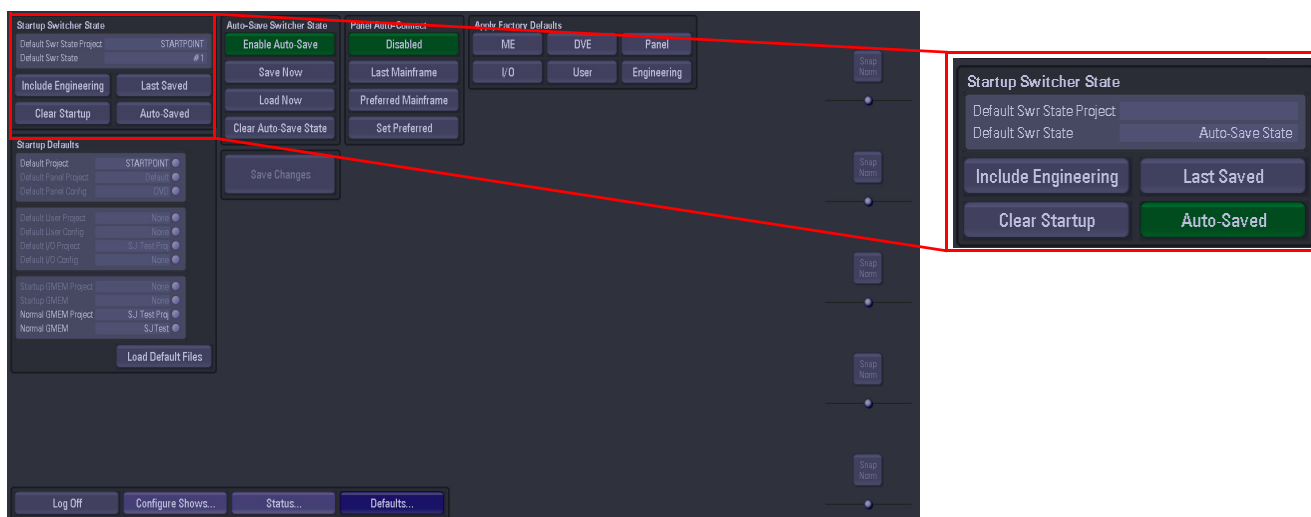 Startup Switcher State
Default Swr State Project STARTPOINT
Default Swr State #1
Include Engineering Last Saved
Clear Startup Auto-Saved
Startup Defaults
Default Project STARTPOINT
Default Panel Project Default
Default Panel Config DVD
Default User Project None
Default User Config None
Default I/O Project SJ Test Proj
Default I/O Config None
Startup GMEM Project None
Startup GMEM None
Normal GMEM Project SJ Test Proj
Normal GMEM SJTest
Load Default Files
Auto-Save Switcher State
Enable Auto-Save
Save Now
Load Now
Clear Auto-Save State
Save Changes
Panel Auto-Connect
Disabled
Last Mainframe
Preferred Mainframe
Set Preferred
Apply Factory Defaults
ME DVE Panel
I/O User Engineering
Snap
Norm
Snap
Norm
Snap
Norm
Snap
Norm
Snap
Norm
Log Off Configure Shows... Status... Defaults...
Startup Switcher State
Default Swr State Project
Default Swr State Auto-Save State
Include Engineering Last Saved
Clear Startup Auto-Saved